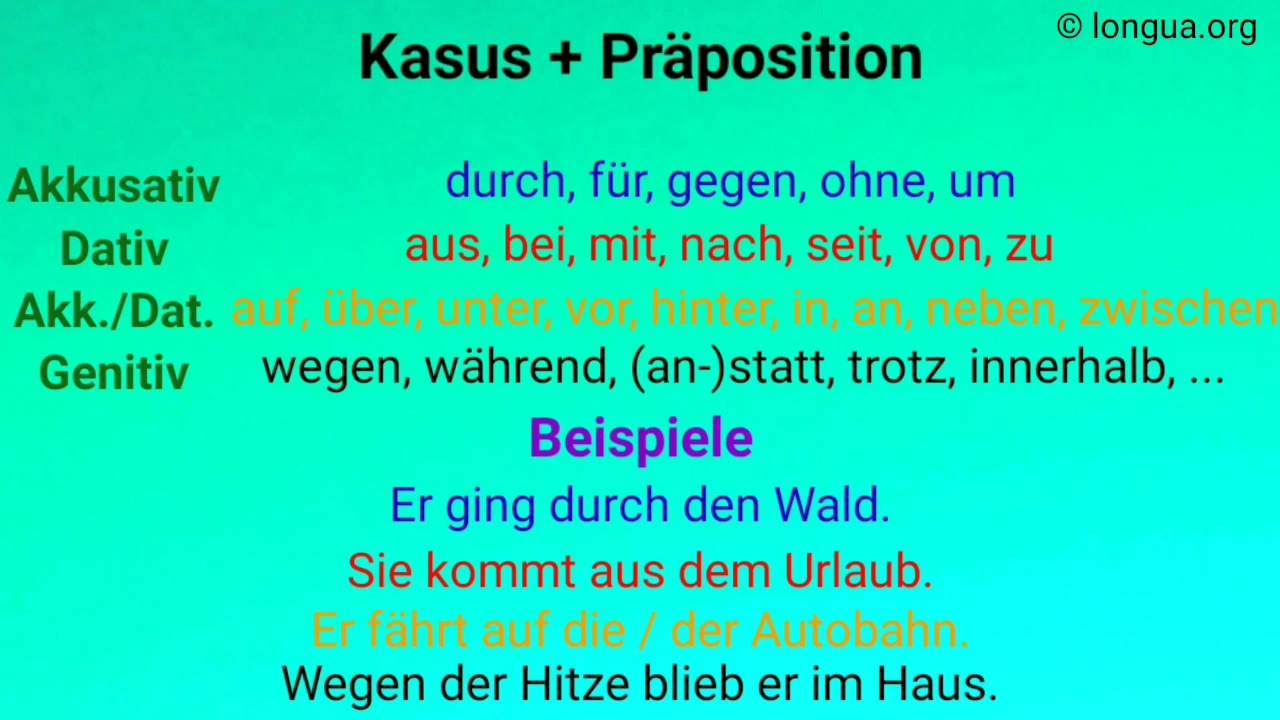 © longua.org
Kasus + Präposition
Akkusativ durch, für, gegen, ohne, um
Dativ aus, bei, mit, nach, seit, von, zu
Akk./Dat. auf, über, unter, vor, hinter, in, an, neben, zwischen
Genitiv wegen, während, (an-)statt, trotz, innerhalb, ...
Beispiele
Er ging durch den Wald.
Sie kommt aus dem Urlaub.
Er fährt auf die / der Autobahn.
Wegen der Hitze blieb er im Haus.